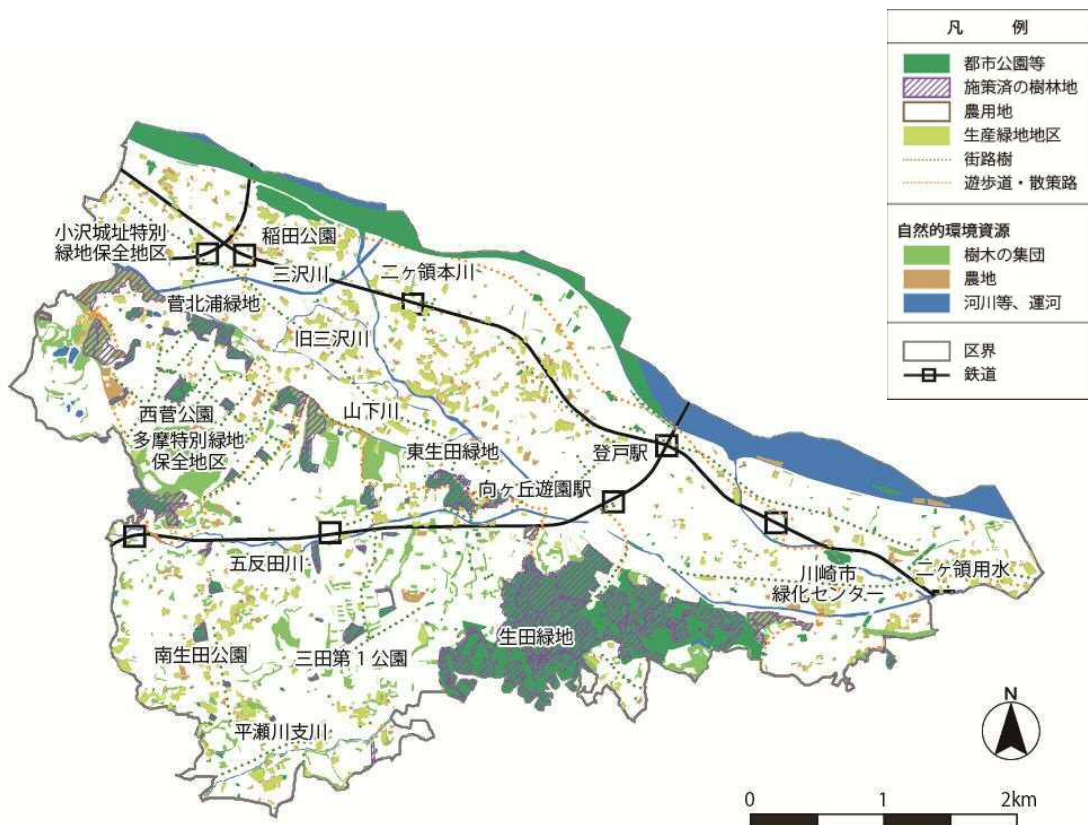 凡 例
都市公園等
施策済の樹林地
農用地
生産緑地地区
街路樹
遊歩道・散策路
自然的環境資源
樹木の集団
農地
河川等、運河
区界
鉄道
小沢城址特別
緑地保全地区
稲田公園
三沢川
二ヶ領本川
菅北浦緑地
旧三沢川
西菅公園
多摩特別緑地
保全地区
山下川
東生田緑地
登戸駅
向ヶ丘遊園駅
五反田川
川崎市
緑化センター
二ヶ領用水
生田緑地
南生田公園
三田第1公園
平瀬川支川
N
0 1 2km